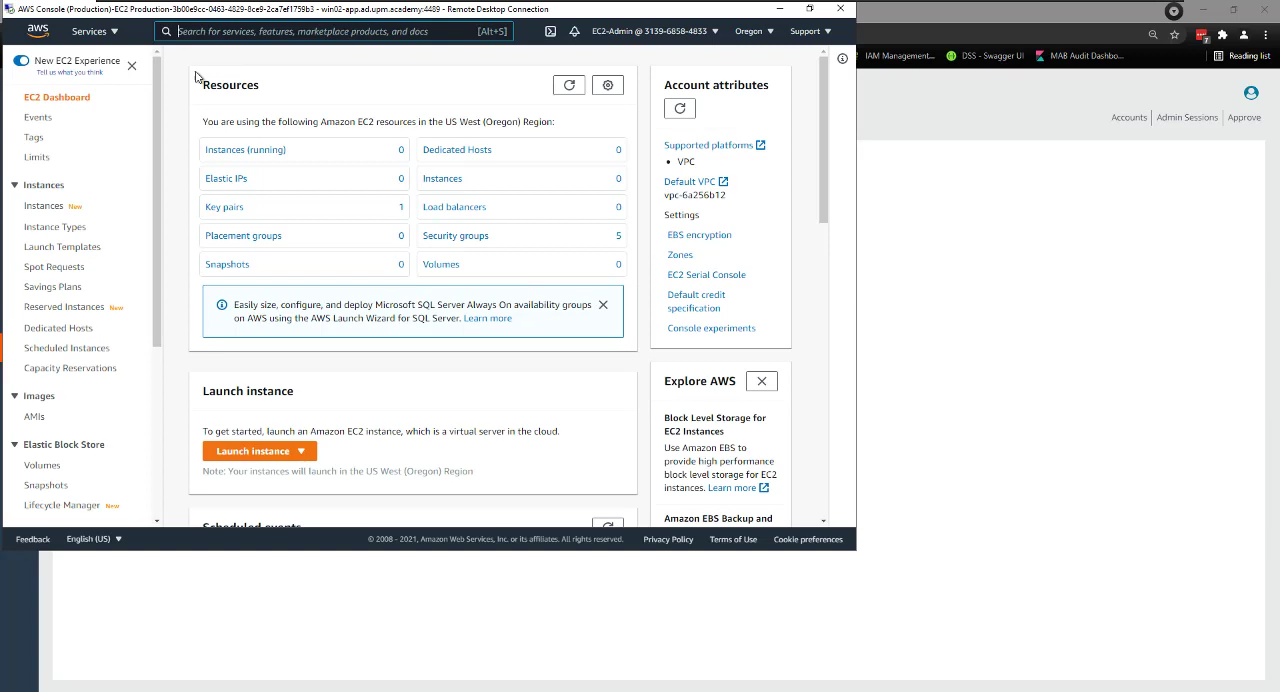 AWS Console (Production)-EC2 Production-3b00e9cc-0463-4829-8ce9-2ca7ef1759b3 - win02-app.ad.upm.academy:4489 - Remote Desktop Connection
aws
Services
Search for services, features, marketplace products, and docs
[Alt+S]
EC2-Admin @ 3139-6858-4833
Oregon
Support
7
IAM Management...
DSS - Swagger UI
MAB Audit Dashbo...
Reading list
Accounts
Admin Sessions
Approve
New EC2 Experience
Tell us what you think
EC2 Dashboard
Events
Tags
Limits
Instances
Instances New
Instance Types
Launch Templates
Spot Requests
Savings Plans
Reserved Instances New
Dedicated Hosts
Scheduled Instances
Capacity Reservations
Images
AMIs
Elastic Block Store
Volumes
Snapshots
Lifecycle Manager New
Resources
You are using the following Amazon EC2 resources in the US West (Oregon) Region:
Instances (running) 0
Dedicated Hosts 0
Elastic IPs 0
Instances 0
Key pairs 1
Load balancers 0
Placement groups 0
Security groups 5
Snapshots 0
Volumes 0
Easily size, configure, and deploy Microsoft SQL Server Always On availability groups
on AWS using the AWS Launch Wizard for SQL Server. Learn more
Launch instance
To get started, launch an Amazon EC2 instance, which is a virtual server in the cloud.
Launch instance
Note: Your instances will launch in the US West (Oregon) Region
Scheduled events
Account attributes
Supported platforms
VPC
Default VPC
vpc-6a256b12
Settings
EBS encryption
Zones
EC2 Serial Console
Default credit
specification
Console experiments
Explore AWS
Block Level Storage for
EC2 Instances
Use Amazon EBS to
provide high performance
block level storage for EC2
instances. Learn more
Amazon EBS Backup and
Feedback
English (US)
© 2008 - 2021, Amazon Web Services, Inc. or its affiliates. All rights reserved.
Privacy Policy
Terms of Use
Cookie preferences